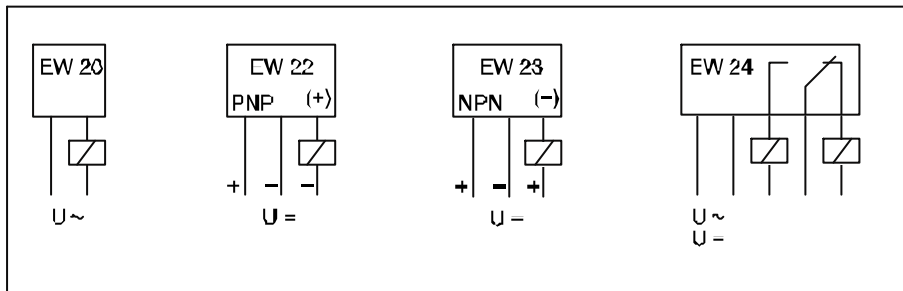 EW 20
U ~
EW 22
PNP (+)
+ − −
U =
EW 23
NPN (−)
+ − +
U =
EW 24
U ~
U =